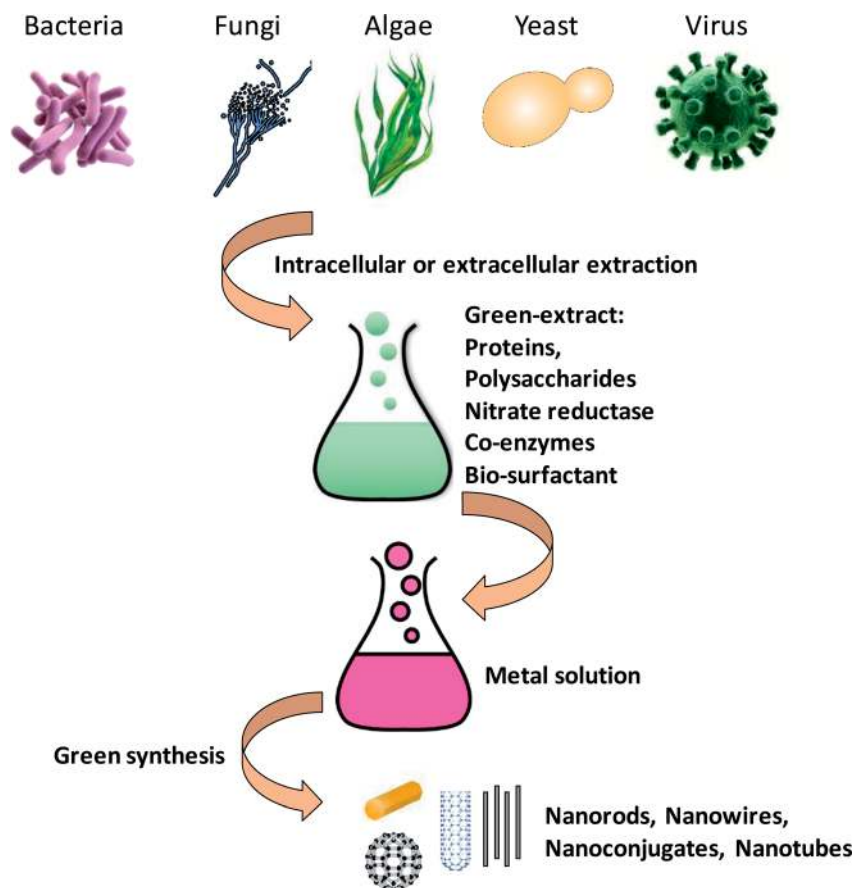 Bacteria Fungi Algae Yeast Virus
Intracellular or extracellular extraction
Green-extract:
Proteins,
Polysaccharides
Nitrate reductase
Co-enzymes
Bio-surfactant
Metal solution
Green synthesis
Nanorods, Nanowires,
Nanoconjugates, Nanotubes